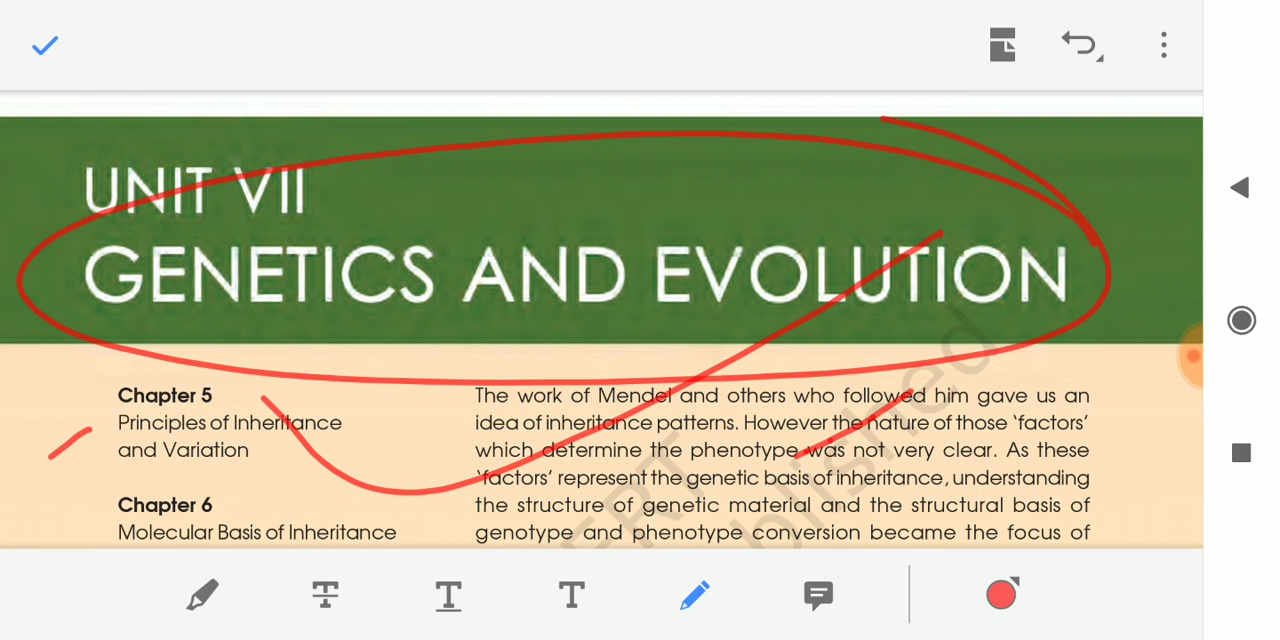 UNIT VII
GENETICS AND EVOLUTION
Chapter 5
Principles of Inheritance
and Variation
Chapter 6
Molecular Basis of Inheritance
The work of Mendel and others who followed him gave us an
idea of inheritance patterns. However the nature of those ‘factors’
which determine the phenotype was not very clear. As these
‘factors’ represent the genetic basis of inheritance, understanding
the structure of genetic material and the structural basis of
genotype and phenotype conversion became the focus of